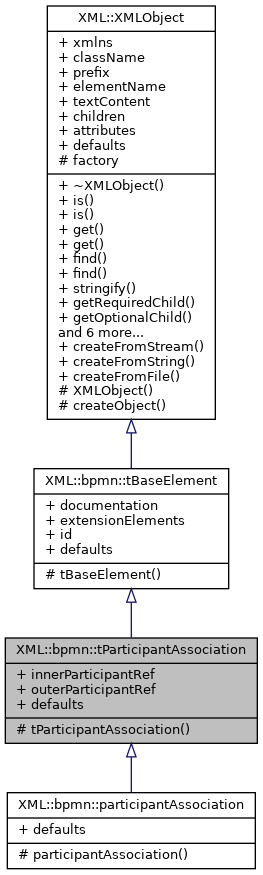 XML::XMLObject
+ xmlns
+ className
+ prefix
+ elementName
+ textContent
+ children
+ attributes
+ defaults
# factory
+ ~XMLObject()
+ is()
+ is()
+ get()
+ get()
+ find()
+ find()
+ stringify()
+ getRequiredChild()
+ getOptionalChild()
and 6 more...
+ createFromStream()
+ createFromString()
+ createFromFile()
# XMLObject()
# createObject()
XML::bpmn::tBaseElement
+ documentation
+ extensionElements
+ id
+ defaults
# tBaseElement()
XML::bpmn::tParticipantAssociation
+ innerParticipantRef
+ outerParticipantRef
+ defaults
# tParticipantAssociation()
XML::bpmn::participantAssociation
+ defaults
# participantAssociation()